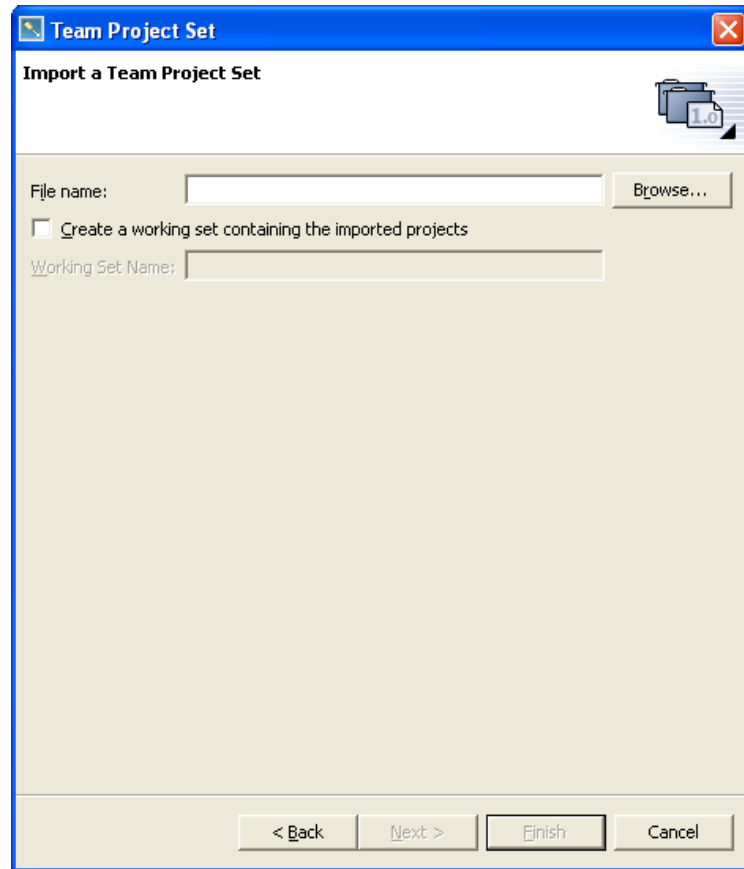 Team Project Set
Import a Team Project Set
1.0
File name:
Browse...
Create a working set containing the imported projects
Working Set Name:
< Back
Next >
Finish
Cancel